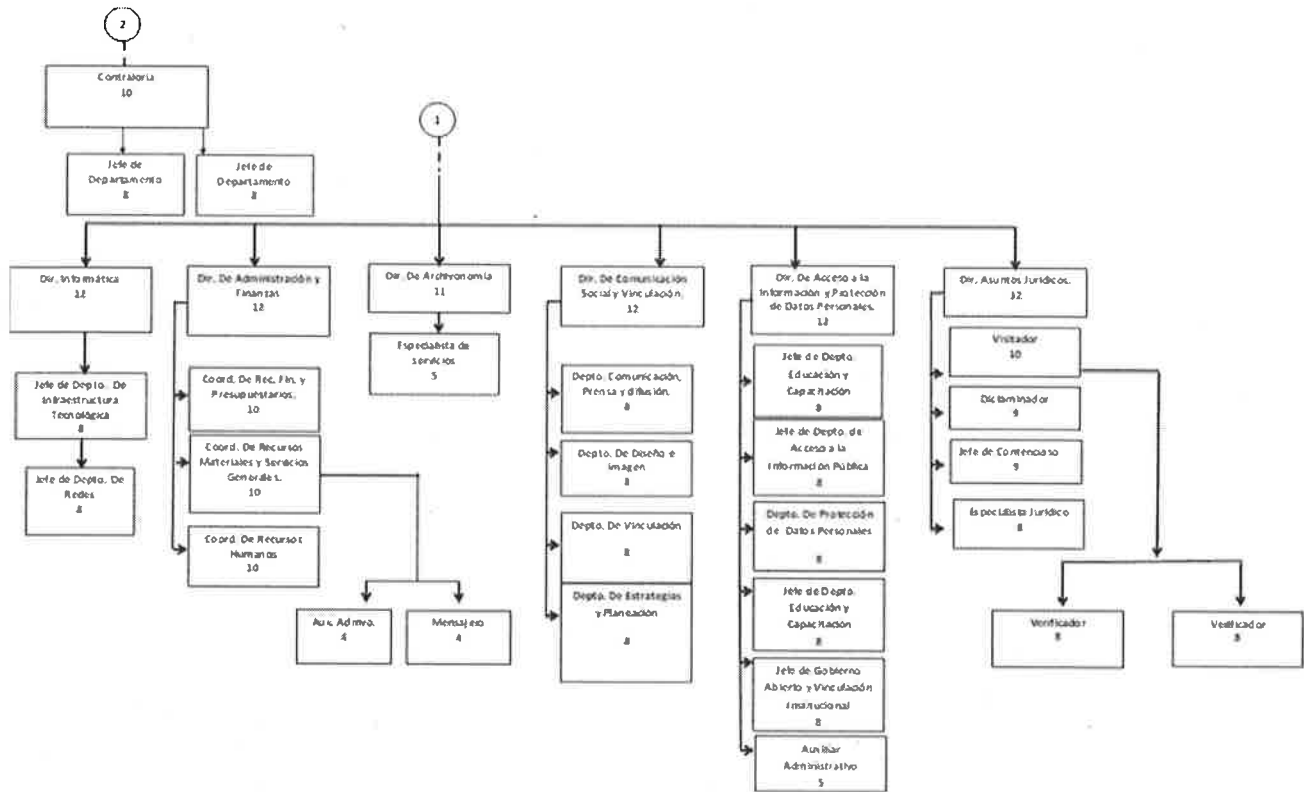 2
Contraloría
10
1
Jefe de
Departamento
8
Jefe de
Departamento
8
Dir. Informática
12
Jefe de Depto. De
Infraestructura
Tecnológica
8
Jefe de Depto. De
Redes
8
Dir. De Administración y
Finanzas
12
Coord. De Rec. Fin. y
Presupuestarios.
10
Coord. De Recursos
Materiales y Servicios
Generales.
10
Coord. De Recursos
Humanos
10
Aux. Admvo.
4
Mensajero
4
Dir. De Archivonomía
11
Especialista de
servicios
5
Dir. De Comunicación
Social y Vinculación.
12
Depto. Comunicación,
Prensa y difusión.
8
Depto. De Diseño e
Imagen
8
Depto. De Vinculación
8
Depto. De Estrategias
y Planeación
8
Dir. De Acceso a la
Información y Protección
de Datos Personales.
12
Jefe de Depto.
Educación y
Capacitación
8
Jefe de Depto. de
Acceso a la
Información Pública
8
Depto. De Protección
de Datos Personales
8
Jefe de Depto.
Educación y
Capacitación
8
Jefe de Gobierno
Abierto y Vinculación
Institucional
8
Auxiliar
Administrativo
5
Dir. Asuntos Jurídicos.
12
Visitador
10
Dictaminador
9
Jefe de Contencioso
9
Especialista Jurídico
8
Verificador
8
Verificador
8